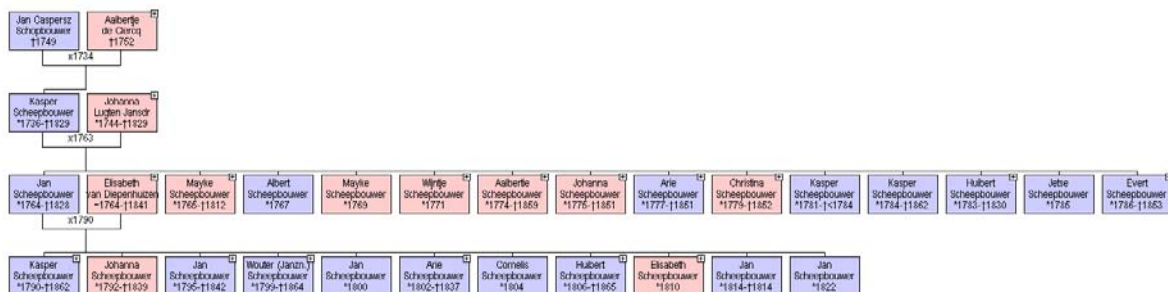 Jan Caspersz
Schopbouwer
†1749
Aalbertje
de Clercq
†1752
x1734
Kasper
Scheepbouwer
*1736-†1829
Johanna
Lugten Jansdr
*1744-†1829
x1763
Jan
Scheepbouwer
*1764-†1828
Elisabeth
van Diepenhuizen
~1764-†1841
Mayke
Scheepbouwer
*1765-†1812
Albert
Scheepbouwer
*1767
Mayke
Scheepbouwer
*1769
Wijntje
Scheepbouwer
*1771
Aalbertje
Scheepbouwer
*1774-†1859
Johanna
Scheepbouwer
*1775-†1851
Arie
Scheepbouwer
*1777-†1851
Christina
Scheepbouwer
*1779-†1852
Kasper
Scheepbouwer
*1781-†<1784
Kasper
Scheepbouwer
*1784-†1862
Huibert
Scheepbouwer
*1783-†1830
Jetse
Scheepbouwer
*1785
Evert
Scheepbouwer
*1786-†1853
x1790
Kasper
Scheepbouwer
*1790-†1862
Johanna
Scheepbouwer
*1792-†1839
Jan
Scheepbouwer
*1795-†1842
Wouter (Janzn.)
Scheepbouwer
*1799-†1864
Jan
Scheepbouwer
*1800
Arie
Scheepbouwer
*1802-†1837
Cornelis
Scheepbouwer
*1804
Huibert
Scheepbouwer
*1806-†1865
Elisabeth
Scheepbouwer
*1810
Jan
Scheepbouwer
*1814-†1814
Jan
Scheepbouwer
*1822